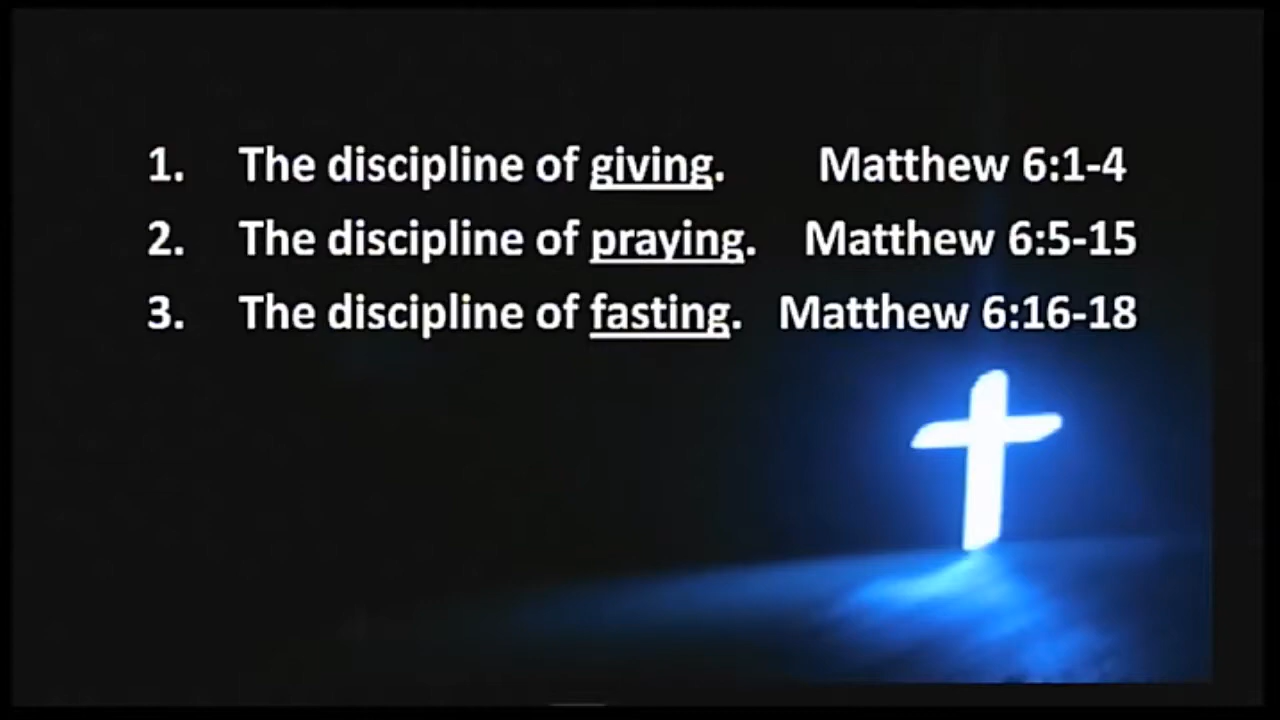 1. The discipline of giving. Matthew 6:1-4
2. The discipline of praying. Matthew 6:5-15
3. The discipline of fasting. Matthew 6:16-18